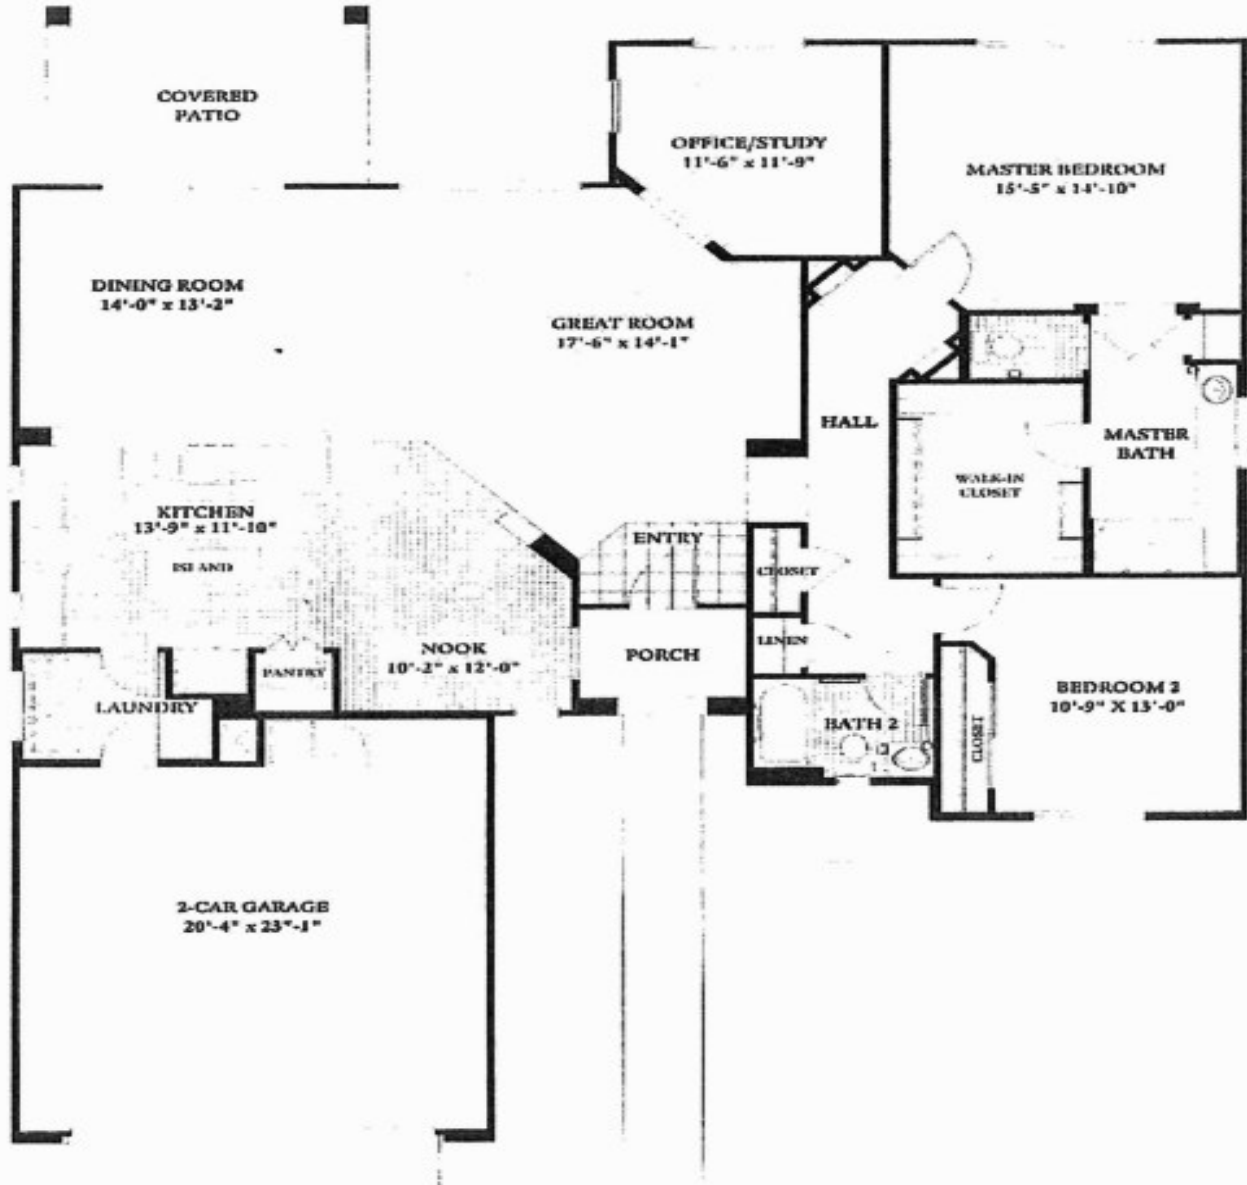 COVERED
PATIO
OFFICE/STUDY
11'-6" x 11'-9"
MASTER BEDROOM
15'-5" x 14'-10"
DINING ROOM
14'-0" x 13'-2"
GREAT ROOM
17'-6" x 14'-1"
HALL
MASTER
BATH
WALK-IN
CLOSET
KITCHEN
13'-9" x 11'-10"
ISLAND
ENTRY
CLOSET
LINEN
NOOK
10'-2" x 12'-0"
PORCH
PANTRY
LAUNDRY
BATH 2
CLOSET
BEDROOM 2
10'-9" X 13'-0"
2-CAR GARAGE
20'-4" x 23'-1"